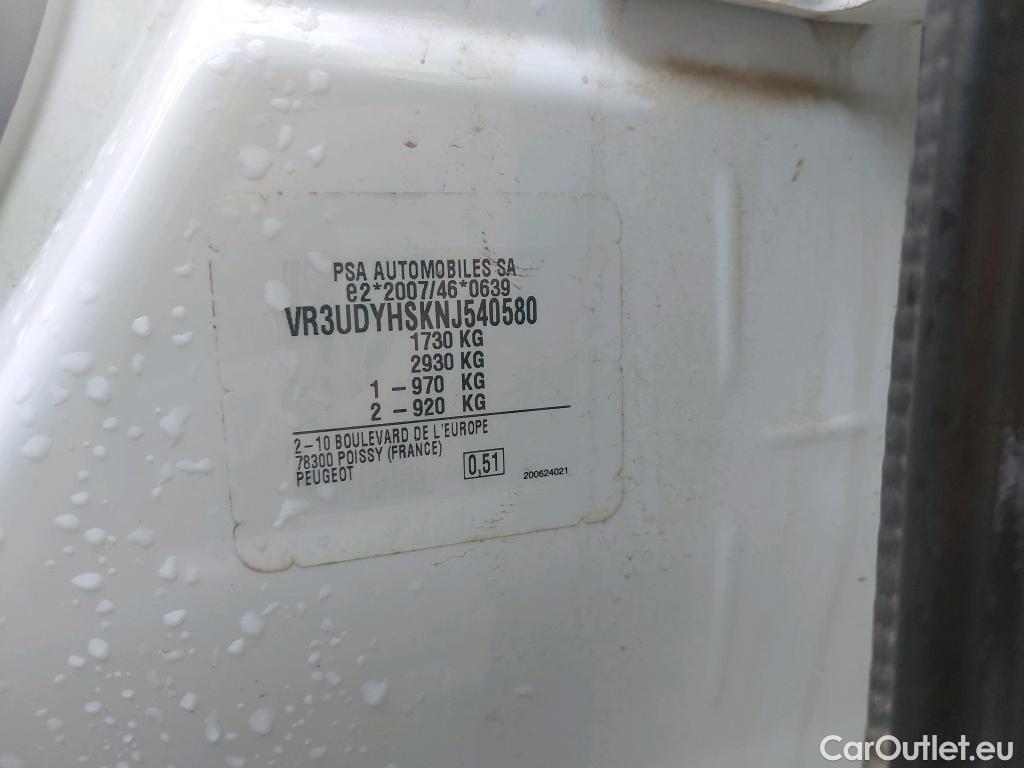 PSA AUTOMOBILES SA
e2*2007/46*0639
VR3UDYHSKNJ540580
1730 KG
2930 KG
1 – 970 KG
2 – 920 KG
2–10 BOULEVARD DE L'EUROPE
78300 POISSY (FRANCE)
PEUGEOT
0,51
200624021
CarOutlet.eu